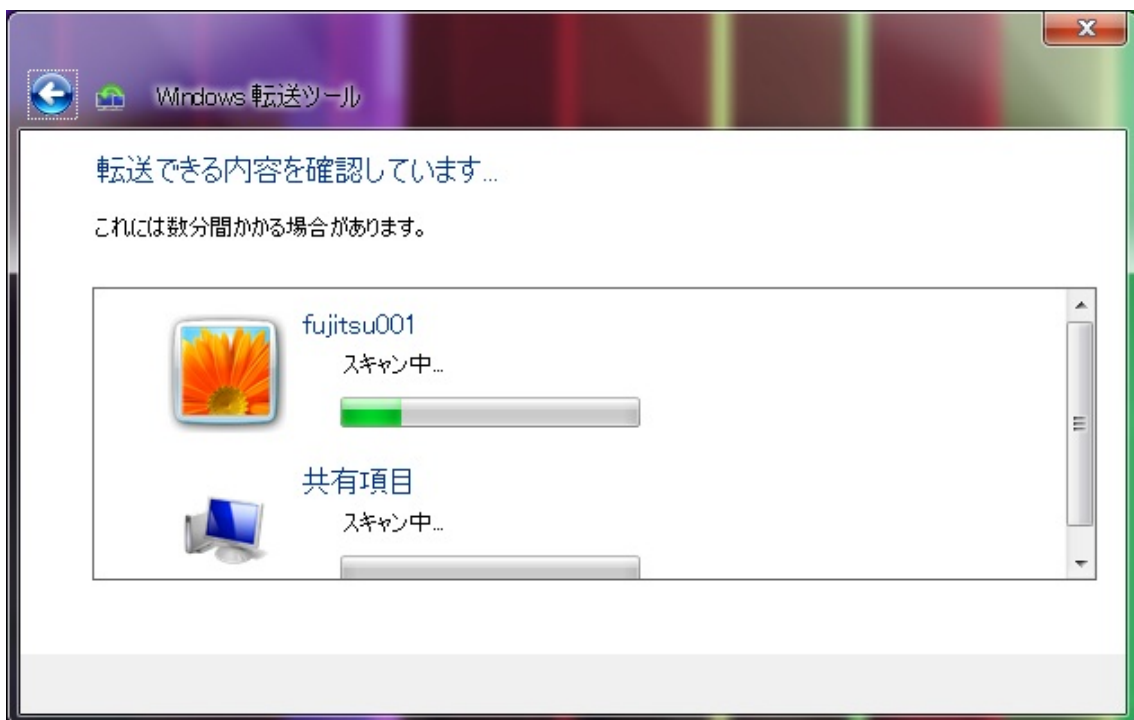 Windows 転送ツール
転送できる内容を確認しています...
これには数分間かかる場合があります。
fujitsu001
スキャン中...
共有項目
スキャン中...